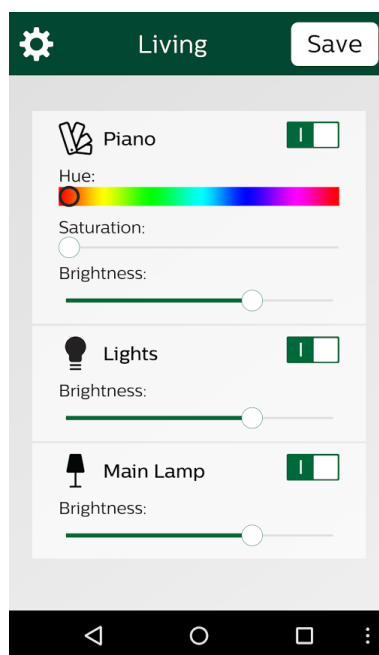 Living
Save
Piano
Hue:
Saturation:
Brightness:
Lights
Brightness:
Main Lamp
Brightness: